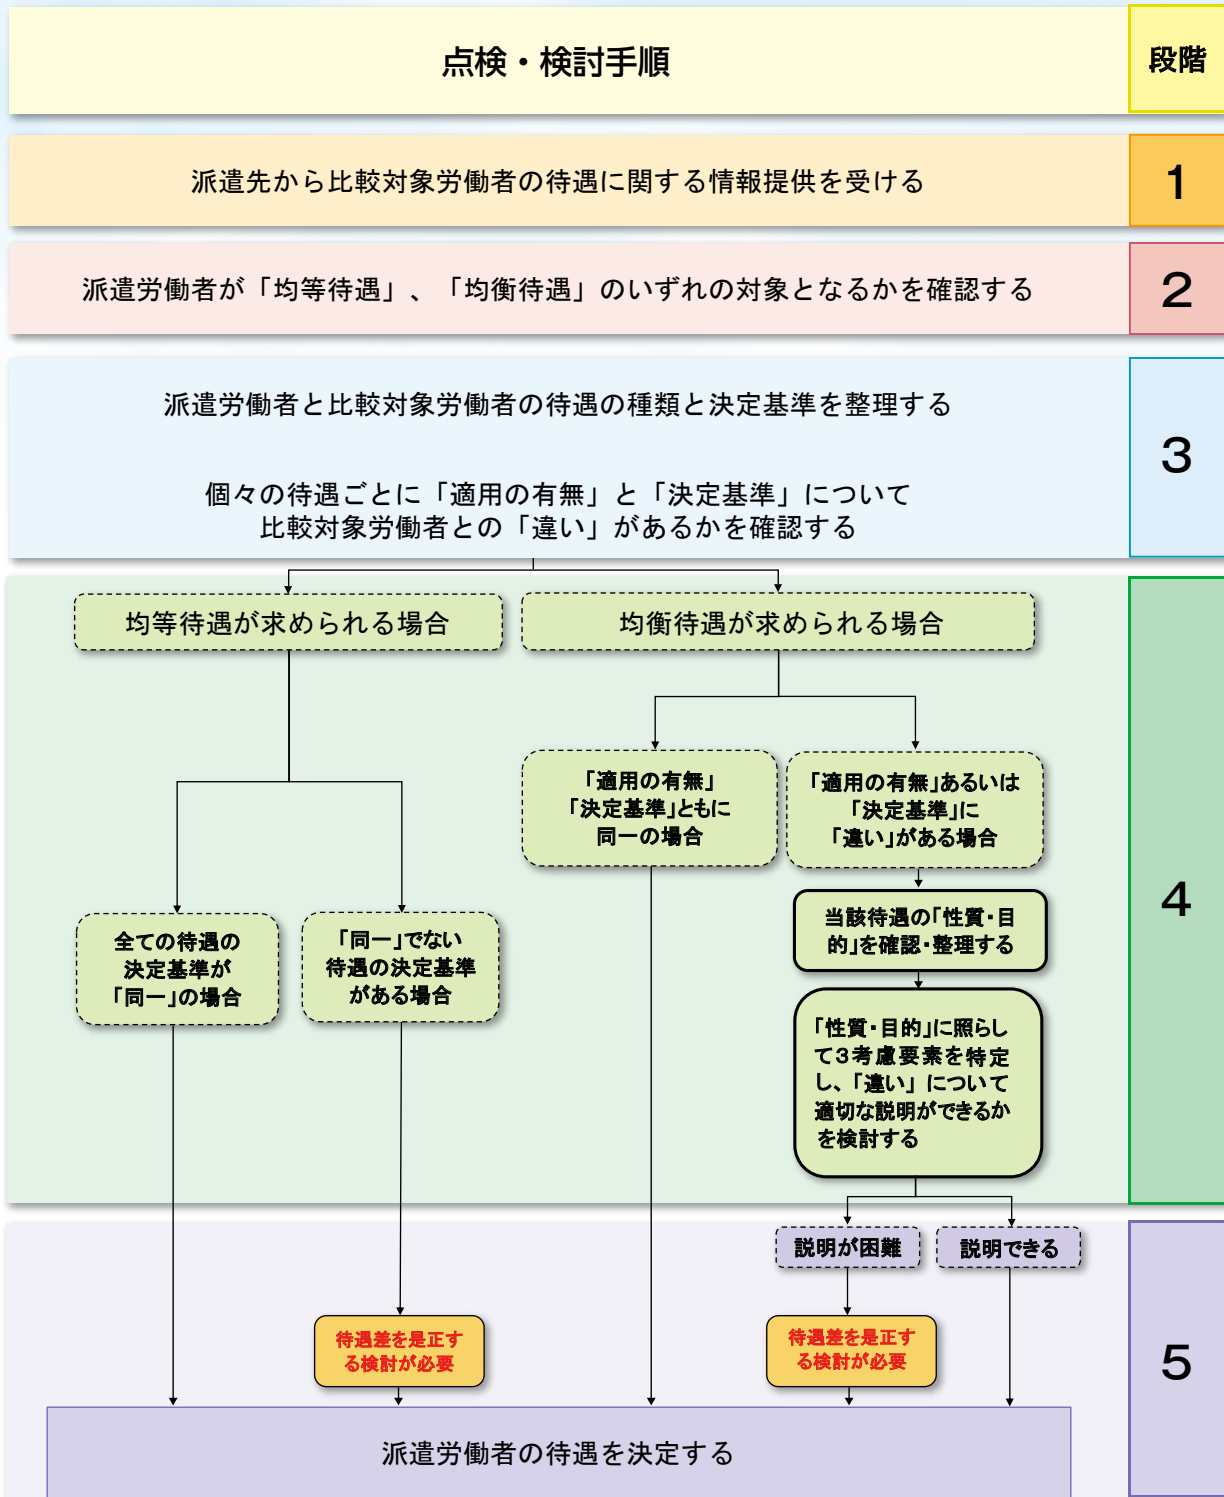 点検・検討手順
段階
派遣先から比較対象労働者の待遇に関する情報提供を受ける
1
派遣労働者が「均等待遇」、「均衡待遇」のいずれの対象となるかを確認する
2
派遣労働者と比較対象労働者の待遇の種類と決定基準を整理する
個々の待遇ごとに「適用の有無」と「決定基準」について
比較対象労働者との「違い」があるかを確認する
3
均等待遇が求められる場合
均衡待遇が求められる場合
「適用の有無」
「決定基準」ともに
同一の場合
「適用の有無」あるいは
「決定基準」に
「違い」がある場合
全ての待遇の
決定基準が
「同一」の場合
「同一」でない
待遇の決定基準
がある場合
当該待遇の「性質・目
的」を確認・整理する
「性質・目的」に照らし
て3考慮要素を特定
し、「違い」について
適切な説明ができるか
を検討する
4
説明が困難
説明できる
待遇差を是正す
る検討が必要
待遇差を是正す
る検討が必要
派遣労働者の待遇を決定する
5